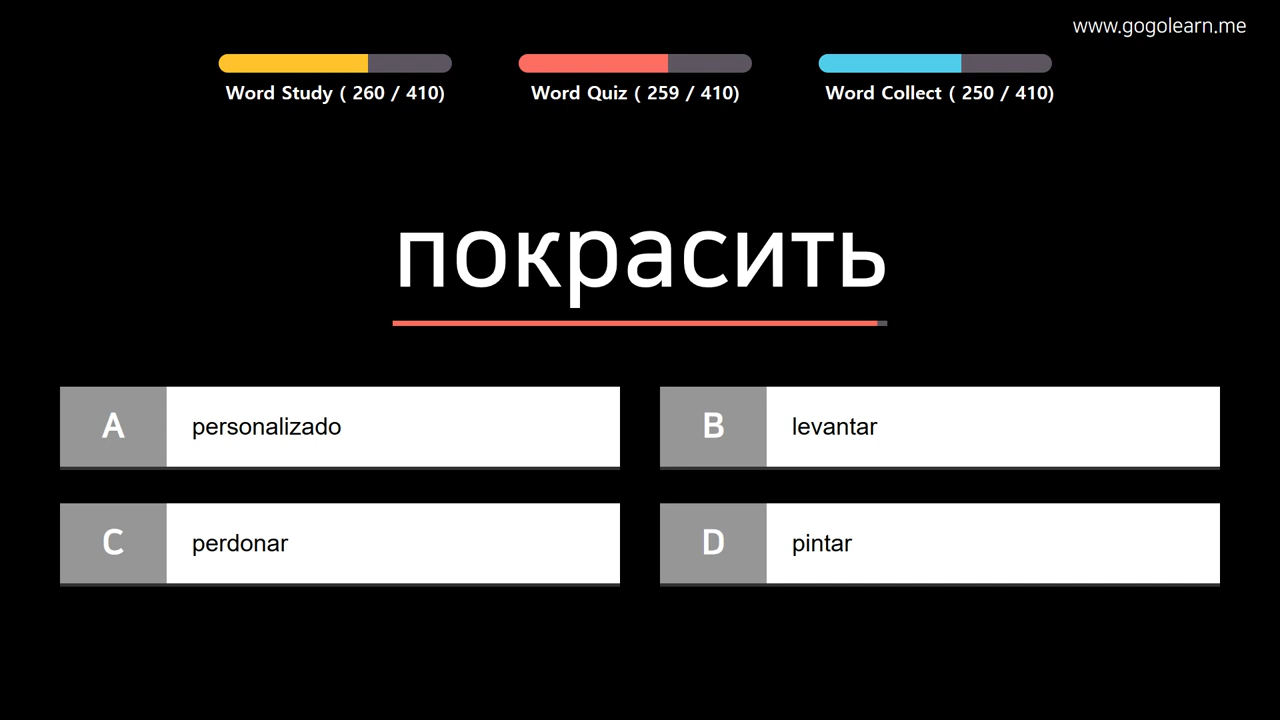 www.gogolearn.me
Word Study ( 260 / 410)
Word Quiz ( 259 / 410)
Word Collect ( 250 / 410)
покрасить
A personalizado
B levantar
C perdonar
D pintar